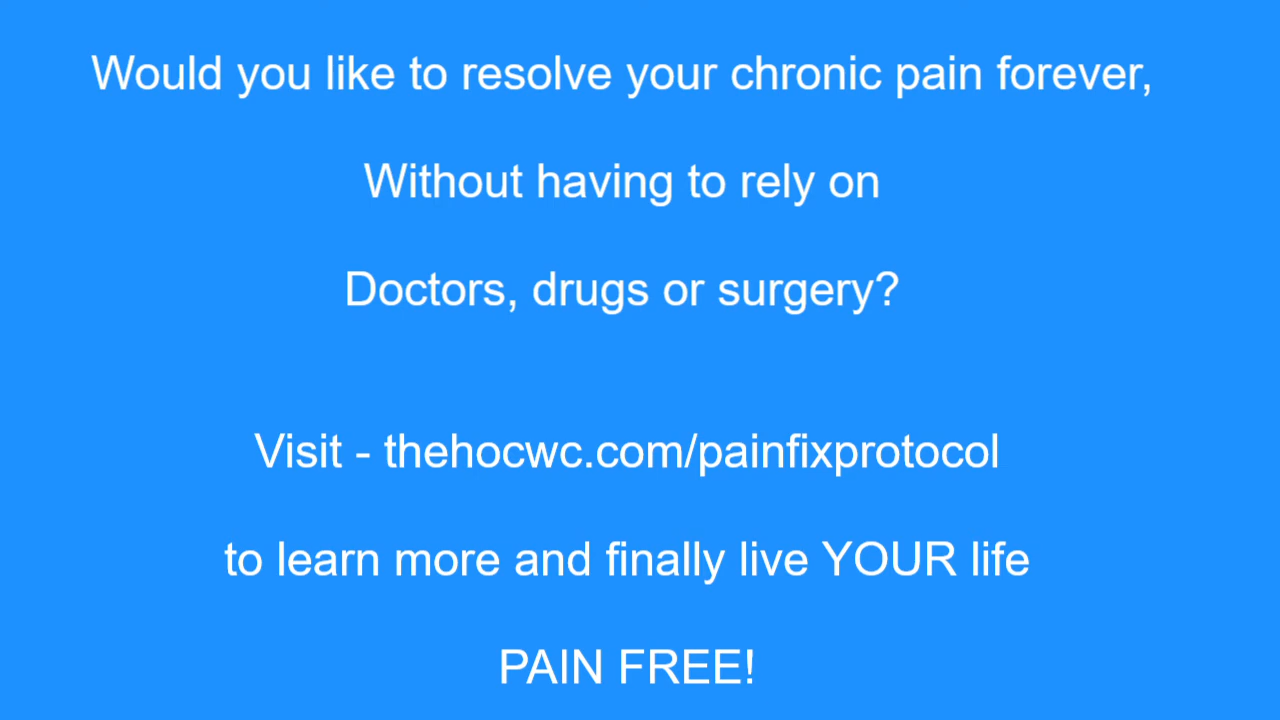 Would you like to resolve your chronic pain forever,
Without having to rely on
Doctors, drugs or surgery?
Visit - thehocwc.com/painfixprotocol
to learn more and finally live YOUR life
PAIN FREE!